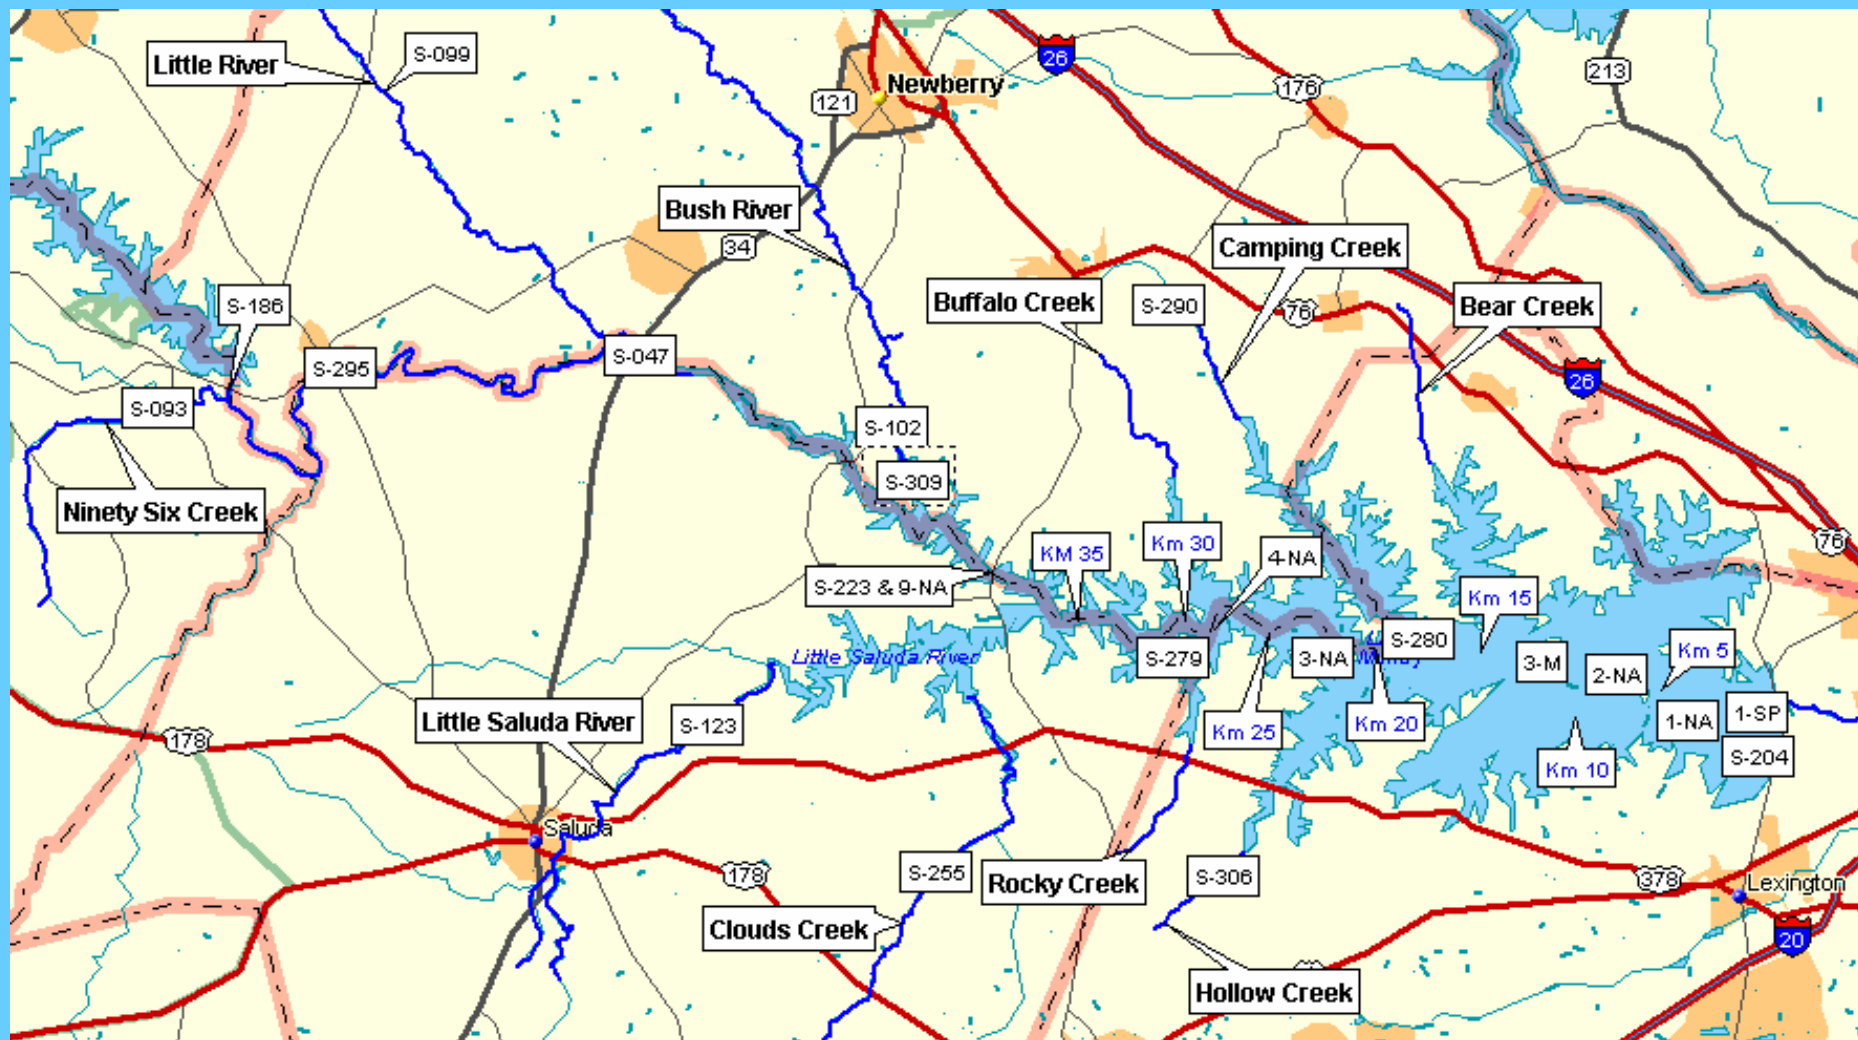 Little River
S-099
26
213
176
121
Newberry
Bush River
34
Camping Creek
Buffalo Creek
S-290
76
Bear Creek
S-186
S-295
S-047
26
S-093
S-102
S-309
Ninety Six Creek
76
KM 35
Km 30
4-NA
S-223 & 9-NA
Km 15
S-280
Little Saluda River
S-279
3-NA
3-M
2-NA
Km 5
Little Saluda River
S-123
Km 25
Km 20
1-NA
1-SP
178
S-204
Km 10
Saluda
178
S-255
Rocky Creek
S-306
378
Lexington
Clouds Creek
20
Hollow Creek